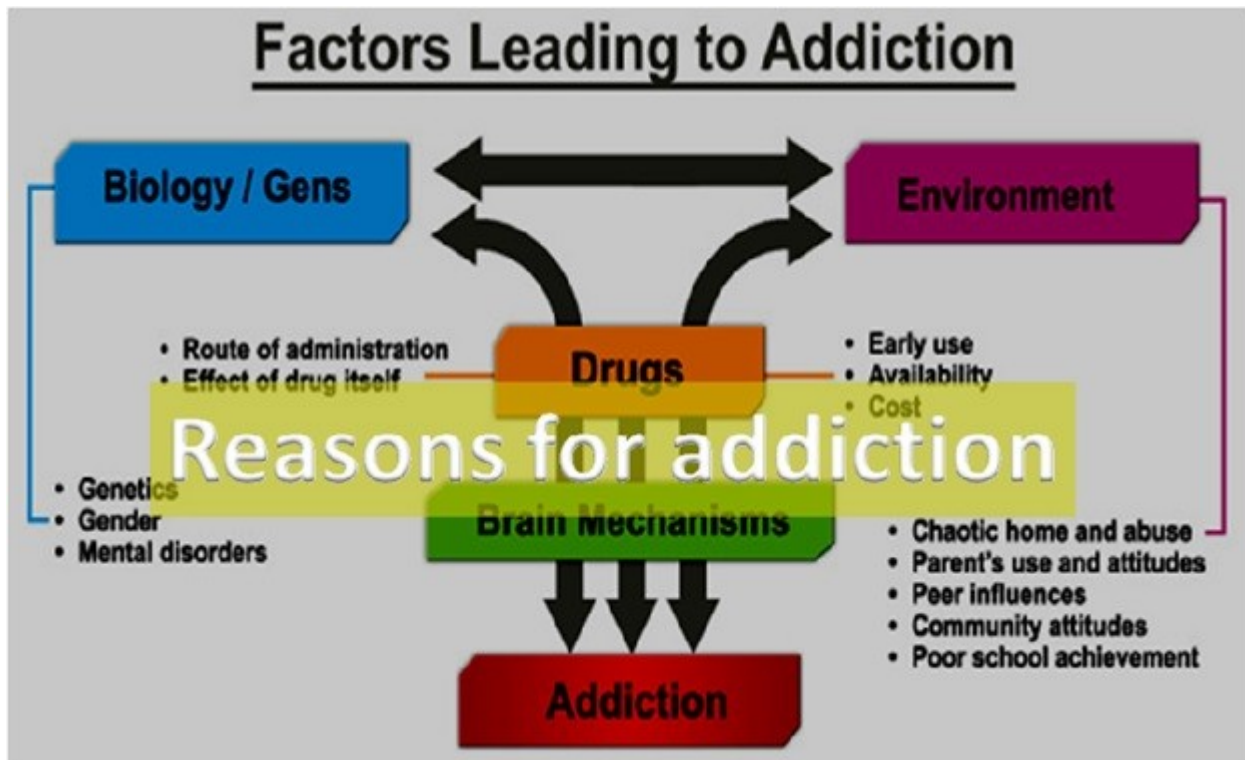 Factors Leading to Addiction
Biology / Gens
Environment
Drugs
• Route of administration
• Effect of drug itself
• Early use
• Availability
• Cost
Reasons for addiction
Brain Mechanisms
• Genetics
• Gender
• Mental disorders
• Chaotic home and abuse
• Parent's use and attitudes
• Peer influences
• Community attitudes
• Poor school achievement
Addiction